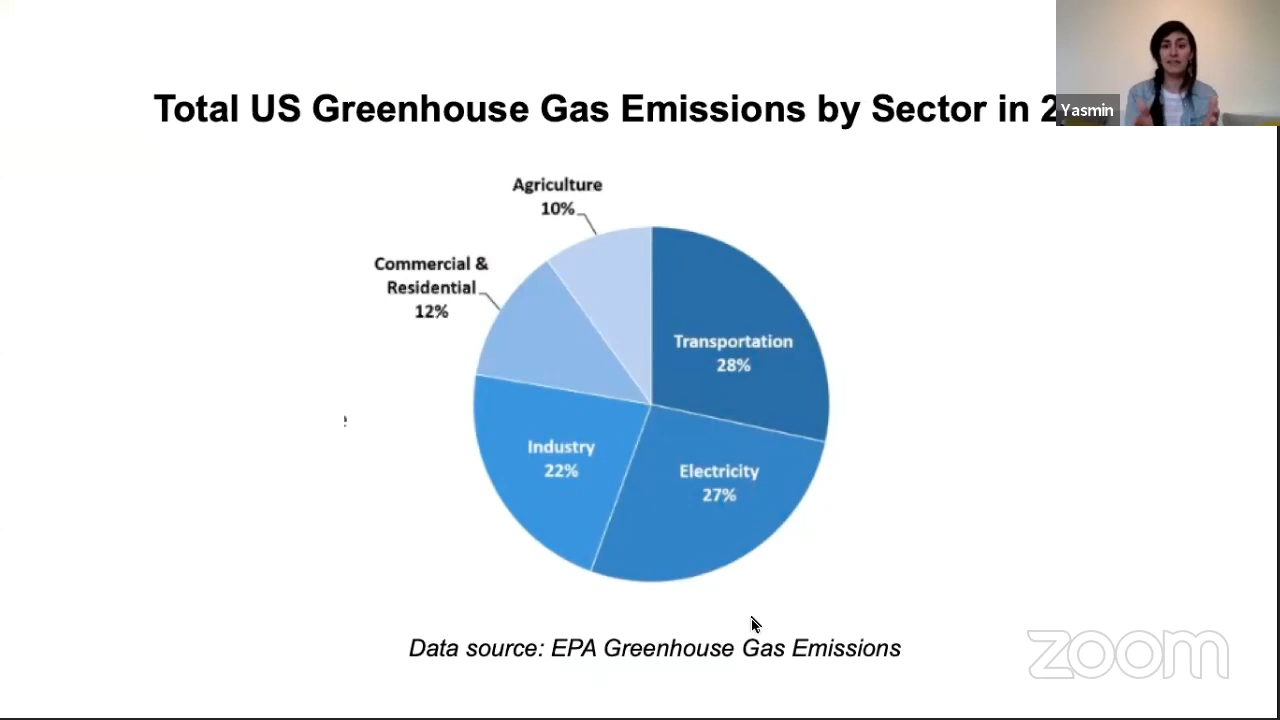 Total US Greenhouse Gas Emissions by Sector in 2
Yasmin
Agriculture
10%
Commercial &
Residential
12%
Transportation
28%
Industry
22%
Electricity
27%
Data source: EPA Greenhouse Gas Emissions
zoom